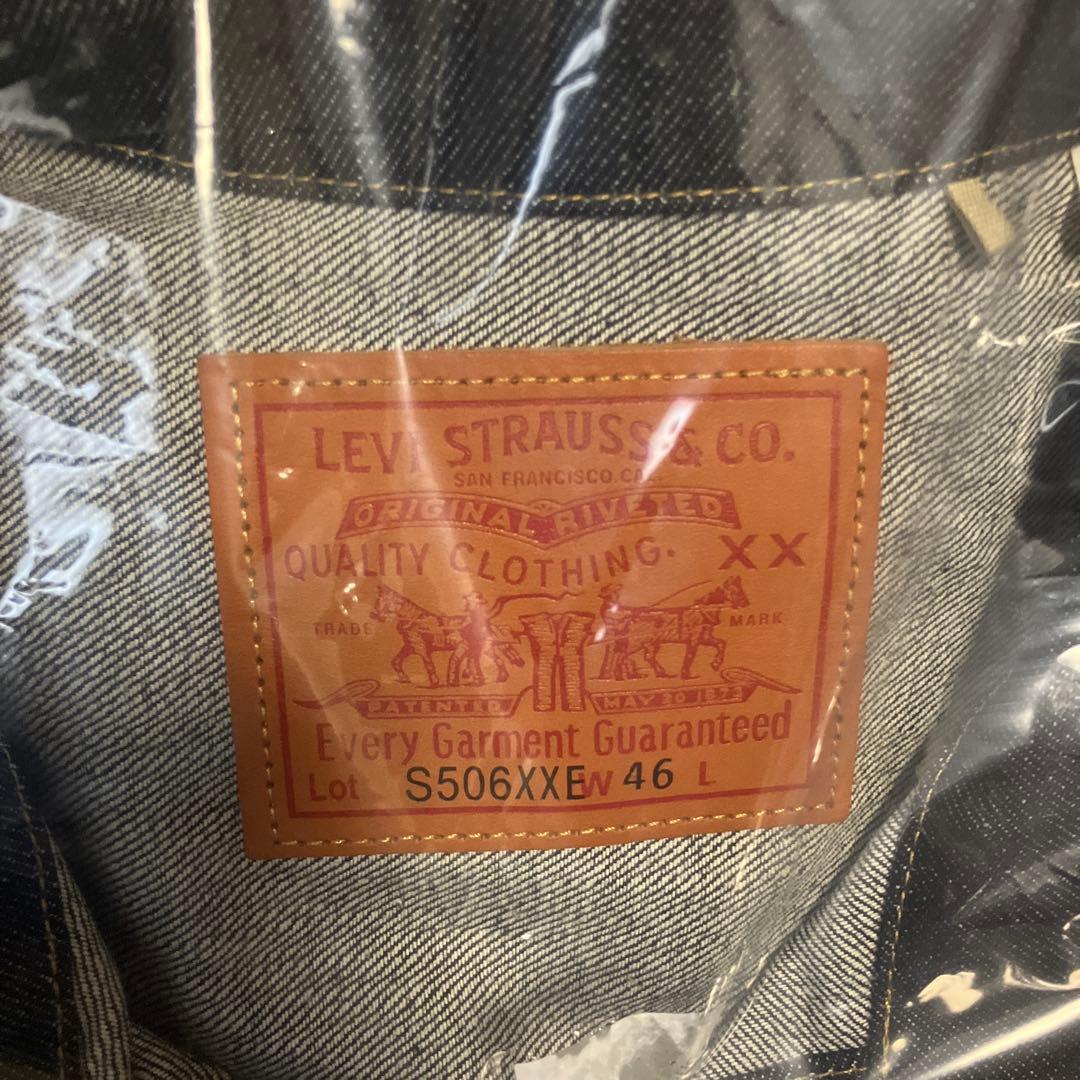 LEVI STRAUSS & CO.
SAN FRANCISCO. CAL.
ORIGINAL RIVETED
QUALITY CLOTHING. XX
TRADE MARK
PATENTED MAY 20 1873
Every Garment Guaranteed
Lot S506XXE W 46 L